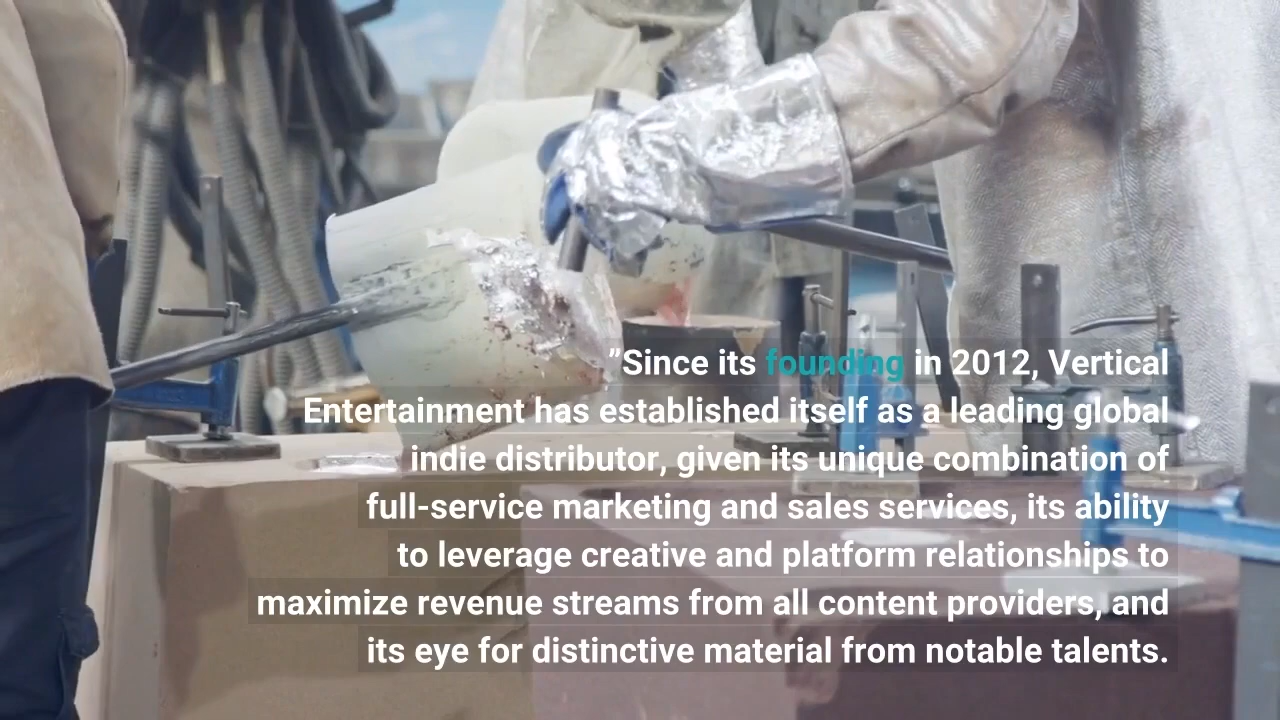 ”Since its founding in 2012, Vertical
Entertainment has established itself as a leading global
indie distributor, given its unique combination of
full-service marketing and sales services, its ability
to leverage creative and platform relationships to
maximize revenue streams from all content providers, and
its eye for distinctive material from notable talents.